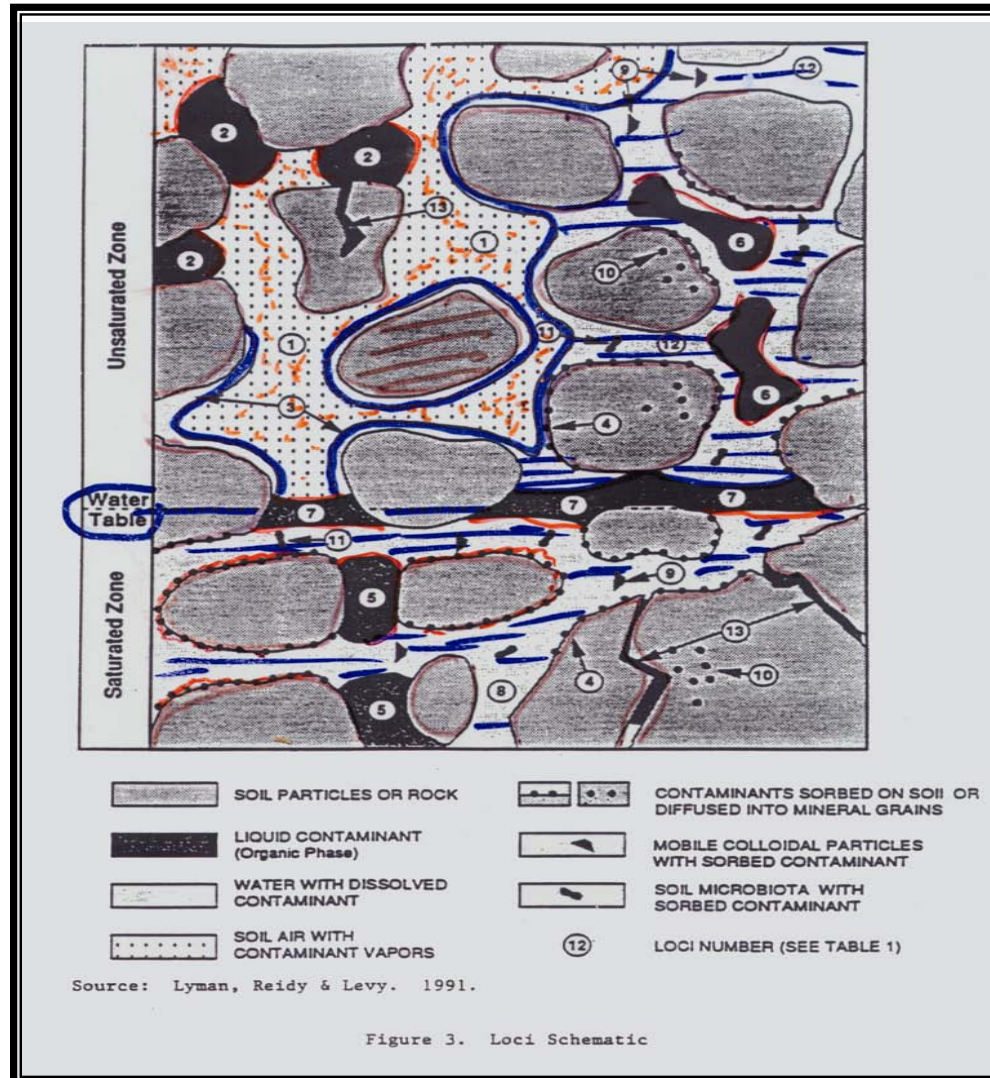 Unsaturated Zone
Water
Table
Saturated Zone
9
12
2
2
13
1
6
10
2
11
12
1
3
4
6
7
7
7
11
9
5
13
4
10
8
5
SOIL PARTICLES OR ROCK
LIQUID CONTAMINANT
(Organic Phase)
WATER WITH DISSOLVED
CONTAMINANT
SOIL AIR WITH
CONTAMINANT VAPORS
CONTAMINANTS SORBED ON SOIL OR
DIFFUSED INTO MINERAL GRAINS
MOBILE COLLOIDAL PARTICLES
WITH SORBED CONTAMINANT
SOIL MICROBIOTA WITH
SORBED CONTAMINANT
12 LOCI NUMBER (SEE TABLE 1)
Source: Lyman, Reidy & Levy. 1991.
Figure 3. Loci Schematic